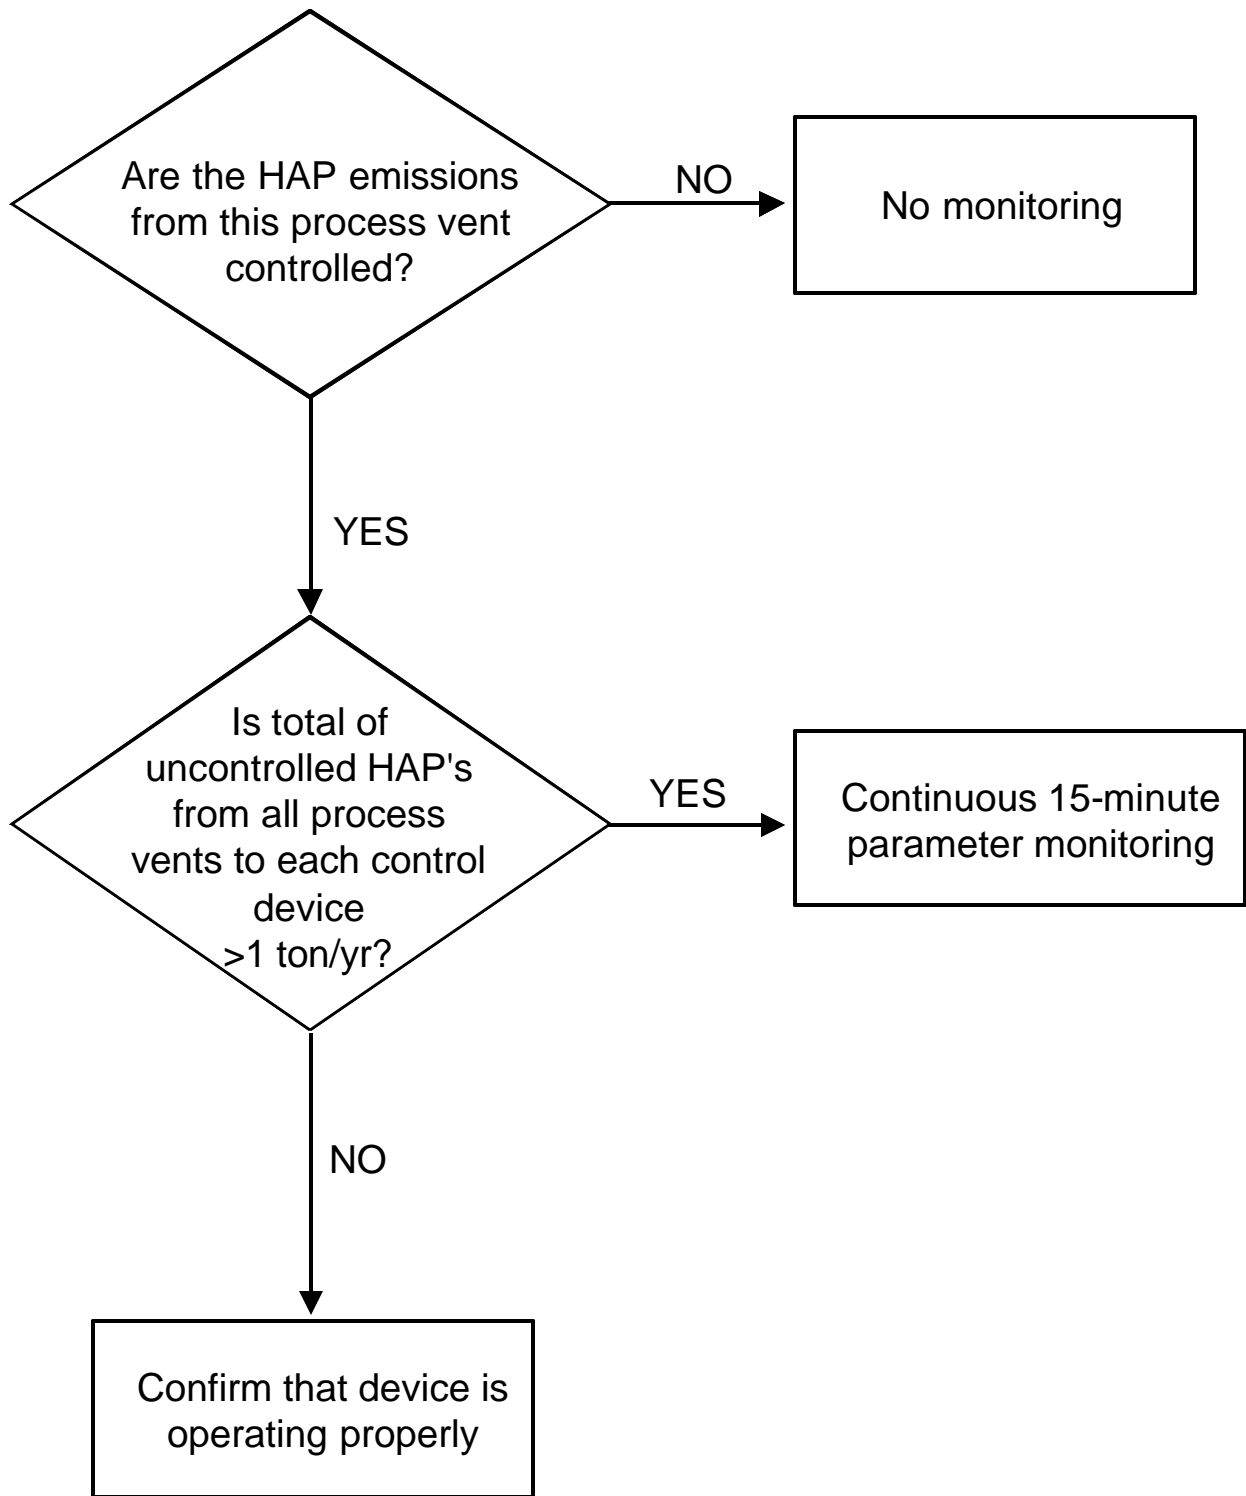 Are the HAP emissions
from this process vent
controlled?
NO
No monitoring
YES
Is total of
uncontrolled HAP's
from all process
vents to each control
device
>1 ton/yr?
YES
Continuous 15-minute
parameter monitoring
NO
Confirm that device is
operating properly